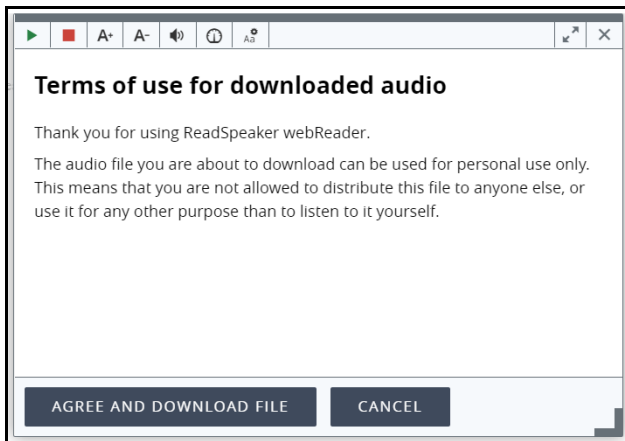 A+ A- Aa
Terms of use for downloaded audio
Thank you for using ReadSpeaker webReader.
The audio file you are about to download can be used for personal use only.
This means that you are not allowed to distribute this file to anyone else, or
use it for any other purpose than to listen to it yourself.
AGREE AND DOWNLOAD FILE CANCEL